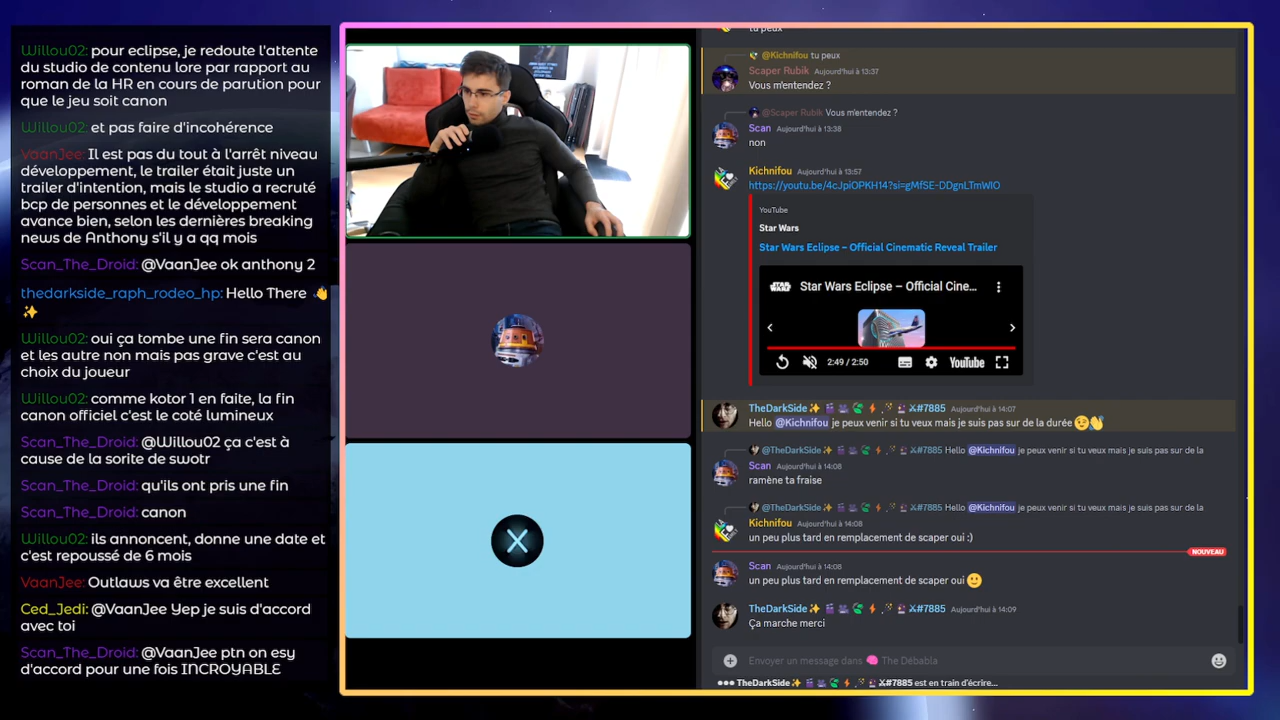 Willou02: pour eclipse, je redoute l'attente
du studio et contenu lore par rapport au
roman de la HR en cours de parution pour
que le jeu soit canon
Willou02: et pas faire d'incohérence
VaanJee: Il est pas du tout à l'arrêt niveau
développement, le trailer était juste un
trailer d'intention, mais le studio a recruté
bcp de personnes et le développement
avance bien, selon les dernières breaking
news de Anthony s'il y a qq mois
Scan_The_Droid: @VaanJee ok anthony 2
thedarkside_raph_rodeo_hp: Hello There 👋
✨
Willou02: oui ça tombe une fin sera canon
et les autre non mais pas grave c'est au
choix du joueur
Willou02: comme kotor 1 en faite, la fin
canon officiel c'est le coté lumineux
Scan_The_Droid: @Willou02 ça c'est à
cause de la sorite de swotr
Scan_The_Droid: qu'ils ont pris une fin
Scan_The_Droid: canon
Willou02: ils annoncent, donne une date et
c'est repoussé de 6 mois
VaanJee: Outlaws va être excellent
Ced_Jedi: @VaanJee Yep je suis d'accord
avec toi
Scan_The_Droid: @VaanJee ptn on esy
d'accord pour une fois INCROYABLE
tu peux
@Kichnifou tu peux
Scaper Rubik Aujourd'hui à 13:37
Vous m'entendez ?
@Scaper Rubik Vous m'entendez ?
Scan Aujourd'hui à 13:38
non
Kichnifou Aujourd'hui à 13:57
https://youtu.be/4cJpiOPKH14?si=gMfSE-DDgnLTmWIO
YouTube
Star Wars
Star Wars Eclipse – Official Cinematic Reveal Trailer
STAR WARS Star Wars Eclipse – Official Cine...
2:49 / 2:50 YouTube
TheDarkSide✨ #7885 Aujourd'hui à 14:07
Hello @Kichnifou je peux venir si tu veux mais je suis pas sur de la durée 😉👋
@TheDarkSide✨ #7885 Hello @Kichnifou je peux venir si tu veux mais je suis pas sur de la
Scan Aujourd'hui à 14:08
ramène ta fraise
@TheDarkSide✨ #7885 Hello @Kichnifou je peux venir si tu veux mais je suis pas sur de la
Kichnifou Aujourd'hui à 14:08
un peu plus tard en remplacement de scaper oui :)
NOUVEAU
Scan Aujourd'hui à 14:08
un peu plus tard en remplacement de scaper oui 🙂
TheDarkSide✨ #7885 Aujourd'hui à 14:09
Ça marche merci
Envoyer un message dans 🧠 The Débabla
TheDarkSide✨ #7885 est en train d'écrire...